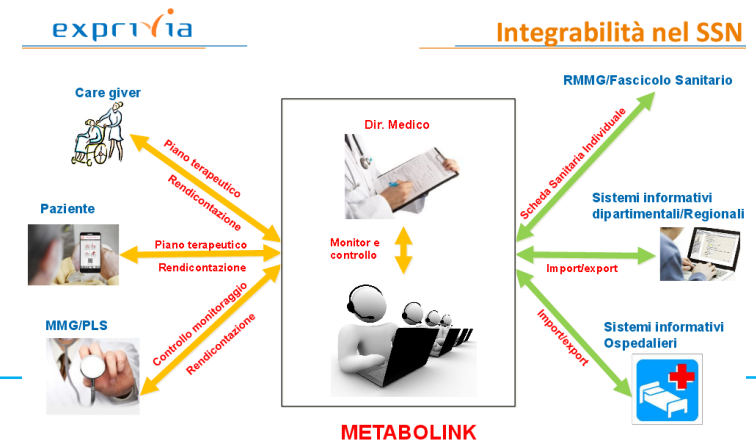 exprivia
Integrabilità nel SSN
Care giver
RMMG/Fascicolo Sanitario
Dir. Medico
Piano terapeutico
Rendicontazione
Scheda Sanitaria Individuale
Paziente
Sistemi informativi
dipartimentali/Regionali
Piano terapeutico
Rendicontazione
Monitor e
controllo
Import/export
MMG/PLS
Controllo monitoraggio
Rendicontazione
Import/export
Sistemi informativi
Ospedalieri
METABOLINK